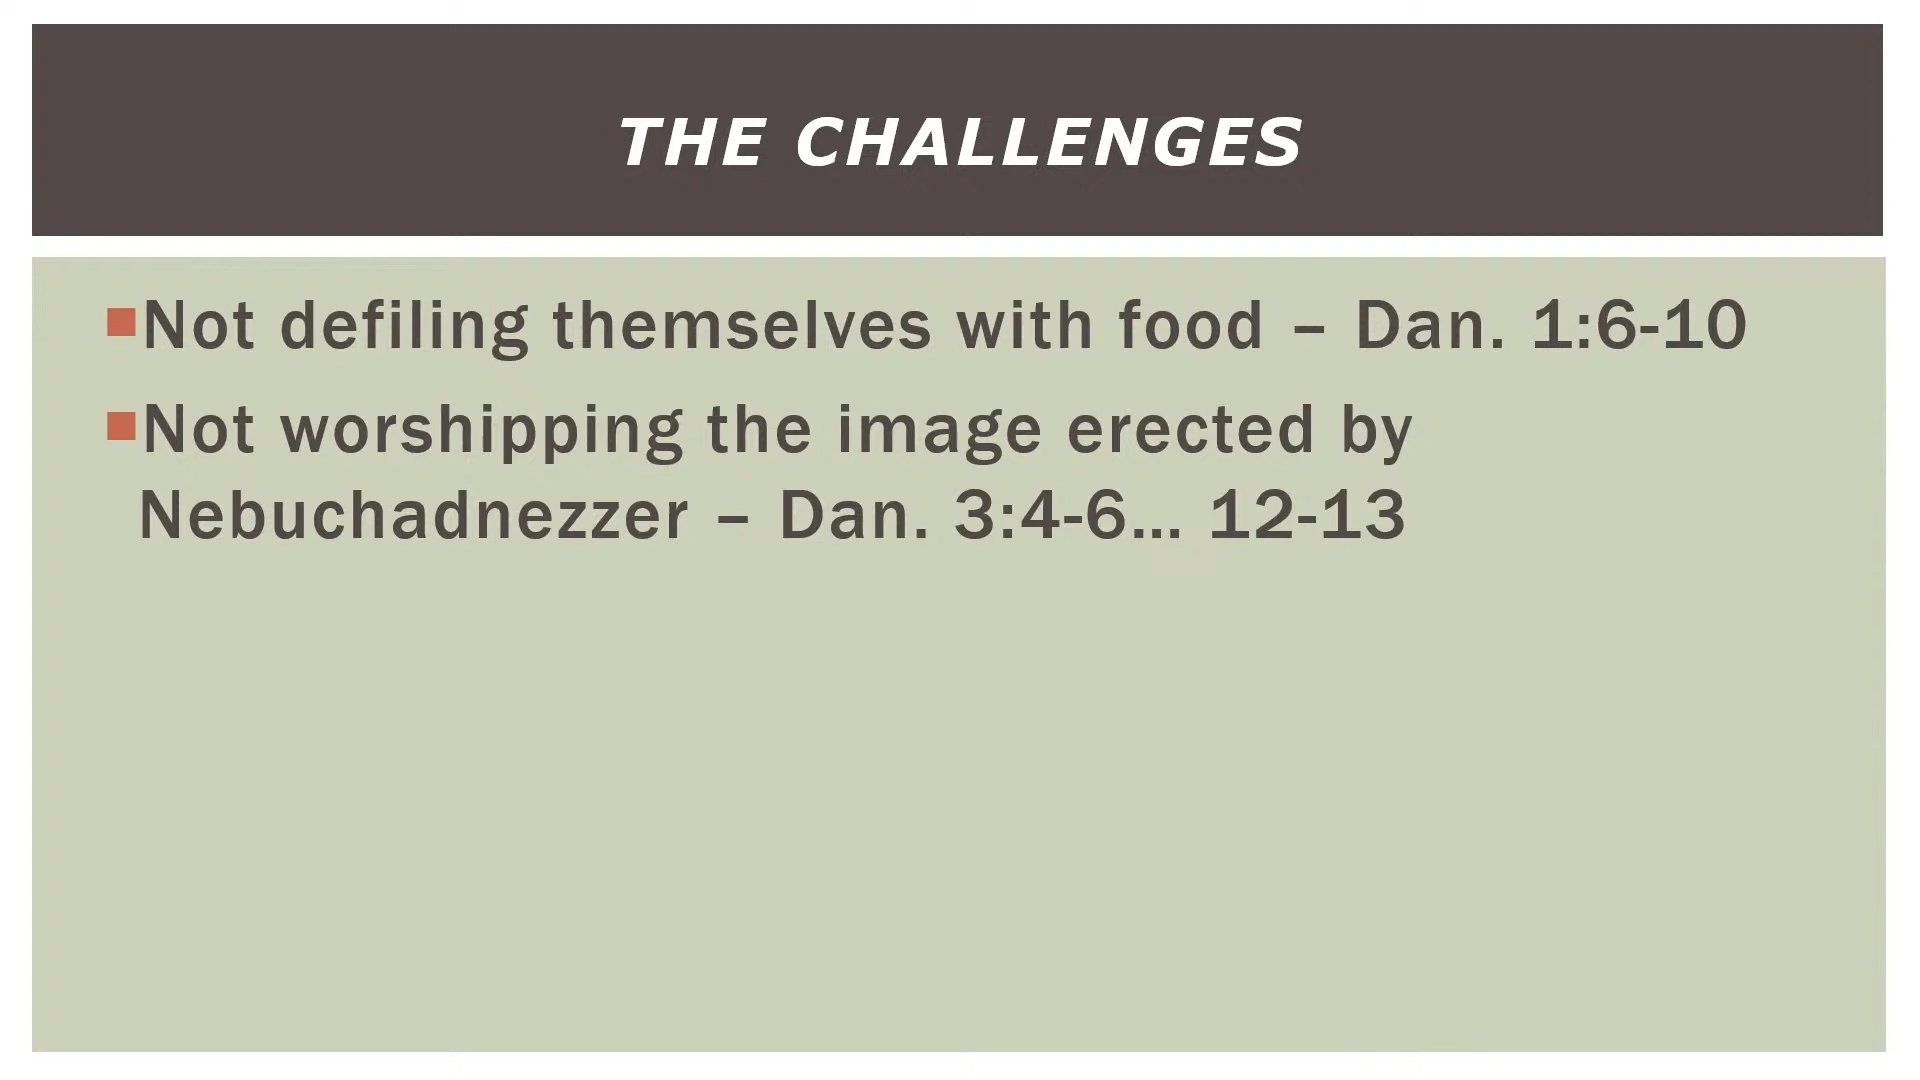 THE CHALLENGES
Not defiling themselves with food – Dan. 1:6-10
Not worshipping the image erected by
Nebuchadnezzer – Dan. 3:4-6… 12-13